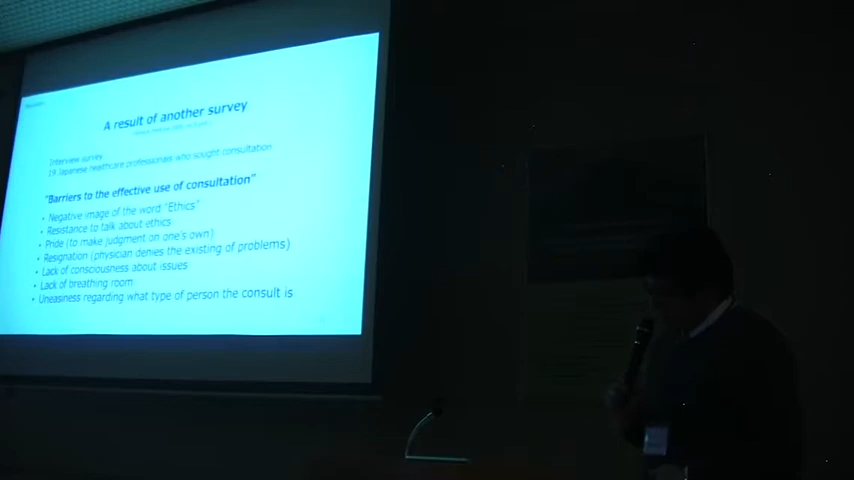 A result of another survey
Interview survey
19 Japanese healthcare professionals who sought consultation
"Barriers to the effective use of consultation"
• Negative image of the word "Ethics"
• Resistance to talk about ethics
• Pride (to make judgment on one's own)
• Resignation (physician denies the existing of problems)
• Lack of consciousness about issues
• Lack of breathing room
• Uneasiness regarding what type of person the consult is